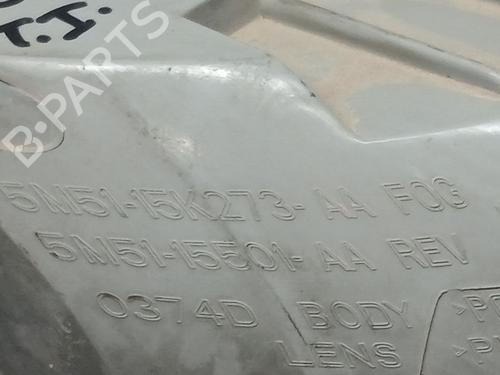 T.I.
B-PARTS
5M51-15K273-AA FOG
5M51-15501-AA REV
0374D BODY
LENS